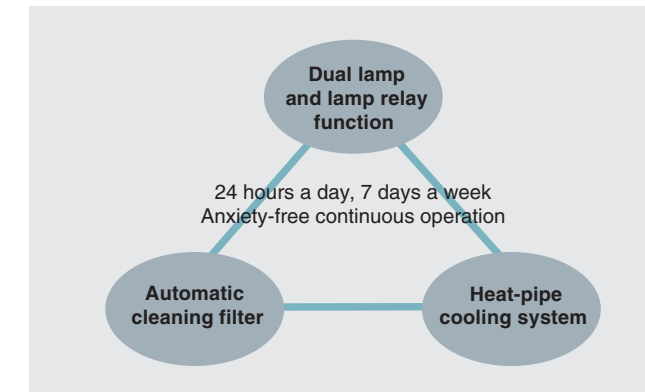 Dual lamp
and lamp relay
function
24 hours a day, 7 days a week
Anxiety-free continuous operation
Automatic
cleaning filter
Heat-pipe
cooling system